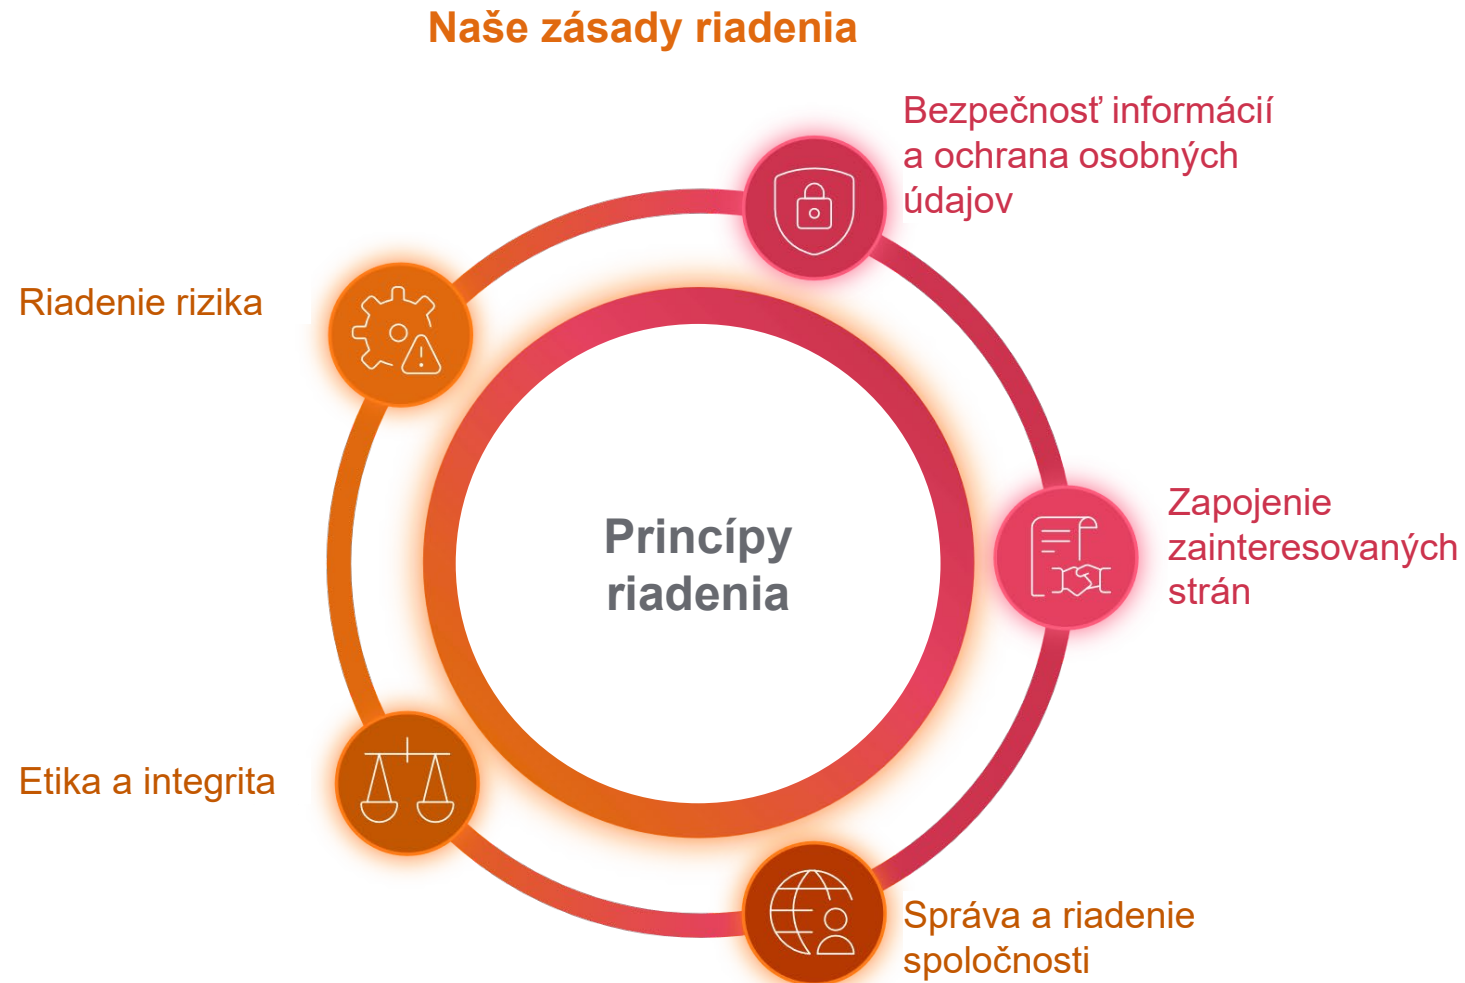 Naše zásady riadenia
Bezpečnosť informácií
a ochrana osobných
údajov
Riadenie rizika
Zapojenie
zainteresovaných
strán
Princípy
riadenia
Etika a integrita
Správa a riadenie
spoločnosti